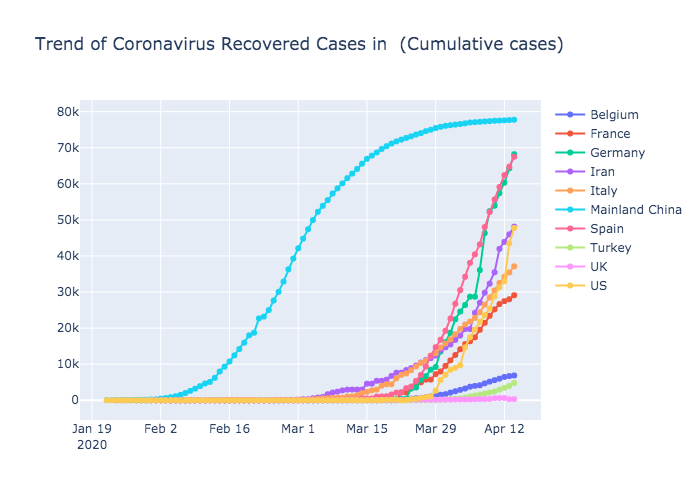 Trend of Coronavirus Recovered Cases in  (Cumulative cases)
80k
70k
60k
50k
40k
30k
20k
10k
0
Jan 19
2020
Feb 2
Feb 16
Mar 1
Mar 15
Mar 29
Apr 12
Belgium
France
Germany
Iran
Italy
Mainland China
Spain
Turkey
UK
US